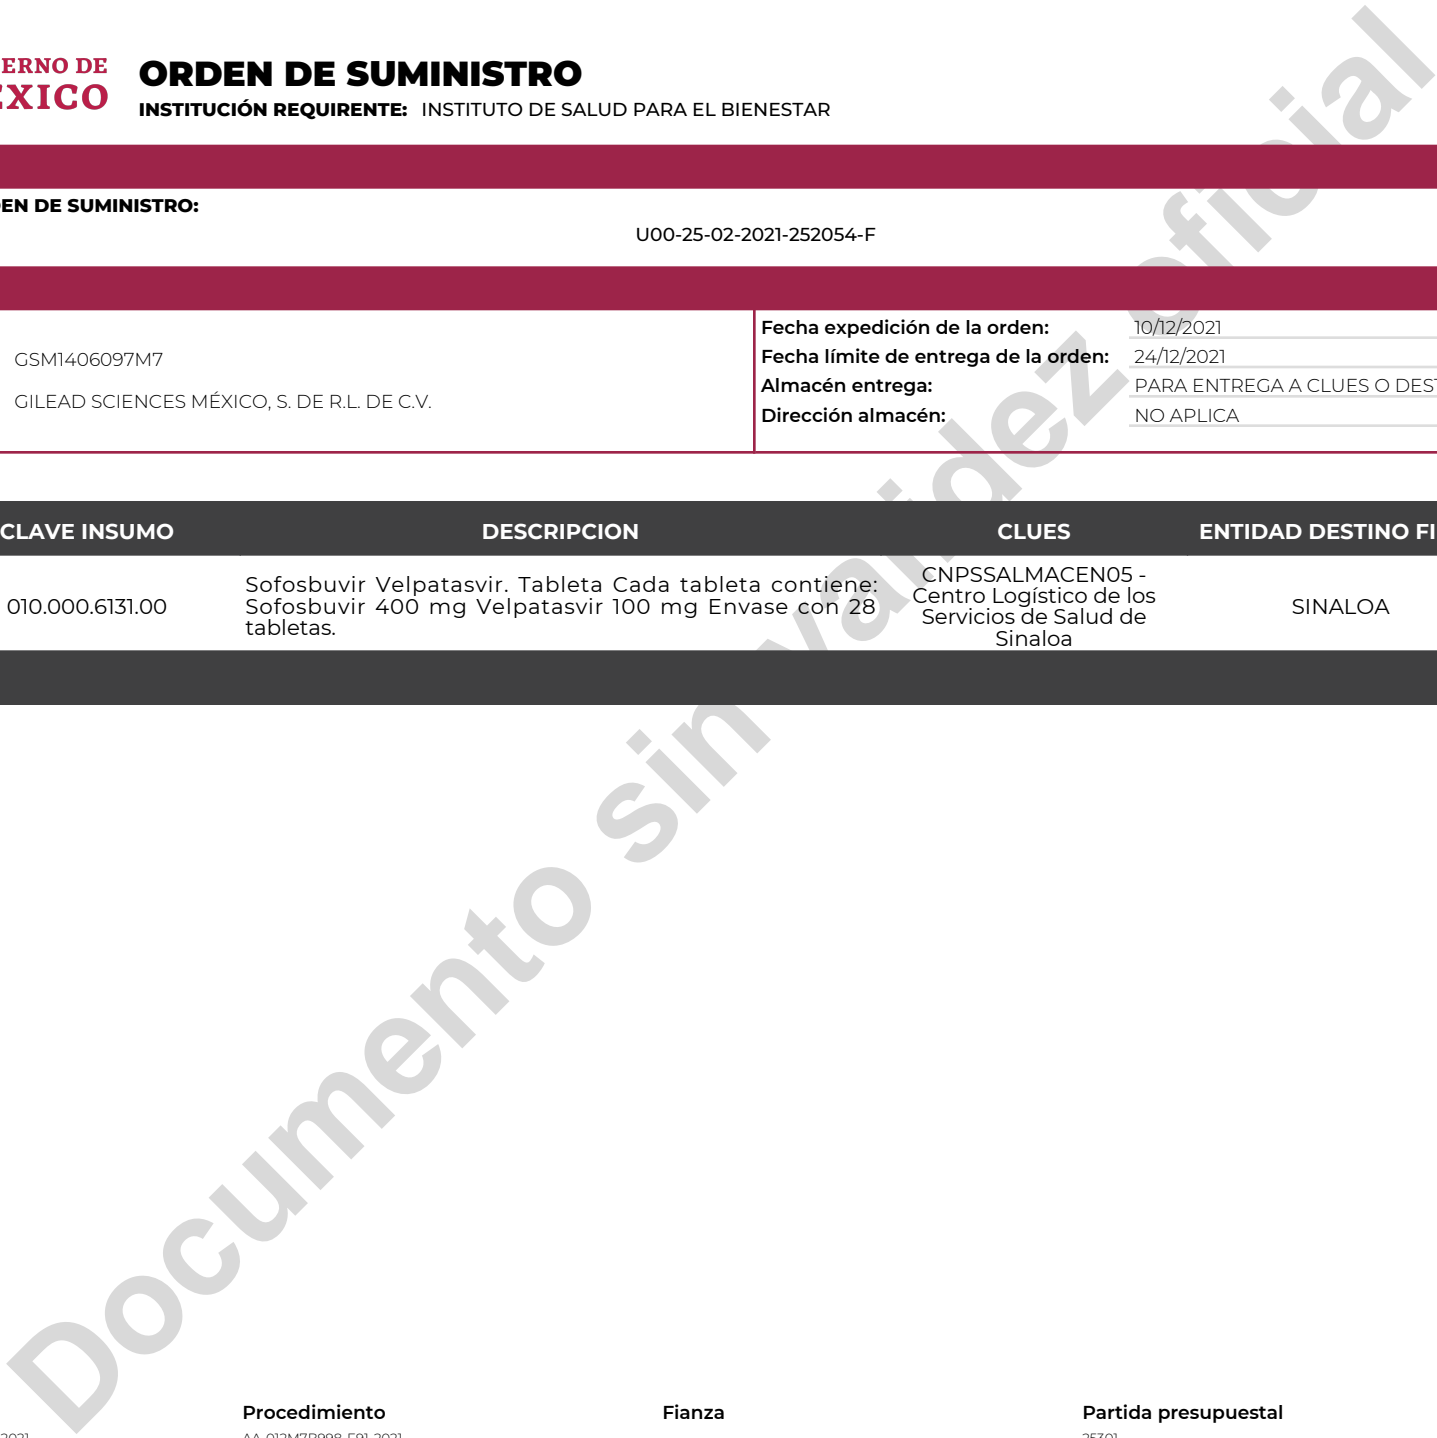 ERNO DE
ÉXICO
ORDEN DE SUMINISTRO
INSTITUCIÓN REQUIRENTE: INSTITUTO DE SALUD PARA EL BIENESTAR
EN DE SUMINISTRO:
U00-25-02-2021-252054-F
GSM1406097M7
GILEAD SCIENCES MÉXICO, S. DE R.L. DE C.V.
Fecha expedición de la orden: 10/12/2021
Fecha límite de entrega de la orden: 24/12/2021
Almacén entrega: PARA ENTREGA A CLUES O DEST
Dirección almacén: NO APLICA
CLAVE INSUMO DESCRIPCION CLUES ENTIDAD DESTINO FI
010.000.6131.00
Sofosbuvir Velpatasvir. Tableta Cada tableta contiene:
Sofosbuvir 400 mg Velpatasvir 100 mg Envase con 28
tabletas.
CNPSSALMACEN05 -
Centro Logístico de los
Servicios de Salud de
Sinaloa
SINALOA
Documento sin validez oficial
Procedimiento Fianza Partida presupuestal